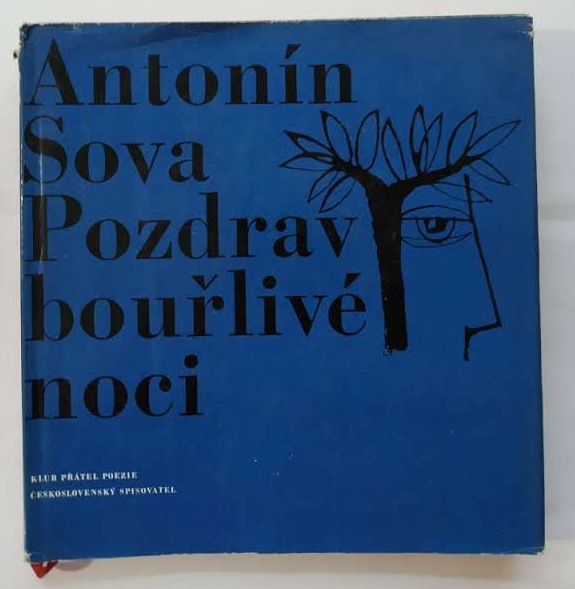 Antonín
Sova
Pozdrav
bouřlivé
noci
KLUB PŘÁTEL POEZIE
ČESKOSLOVENSKÝ SPISOVATEL